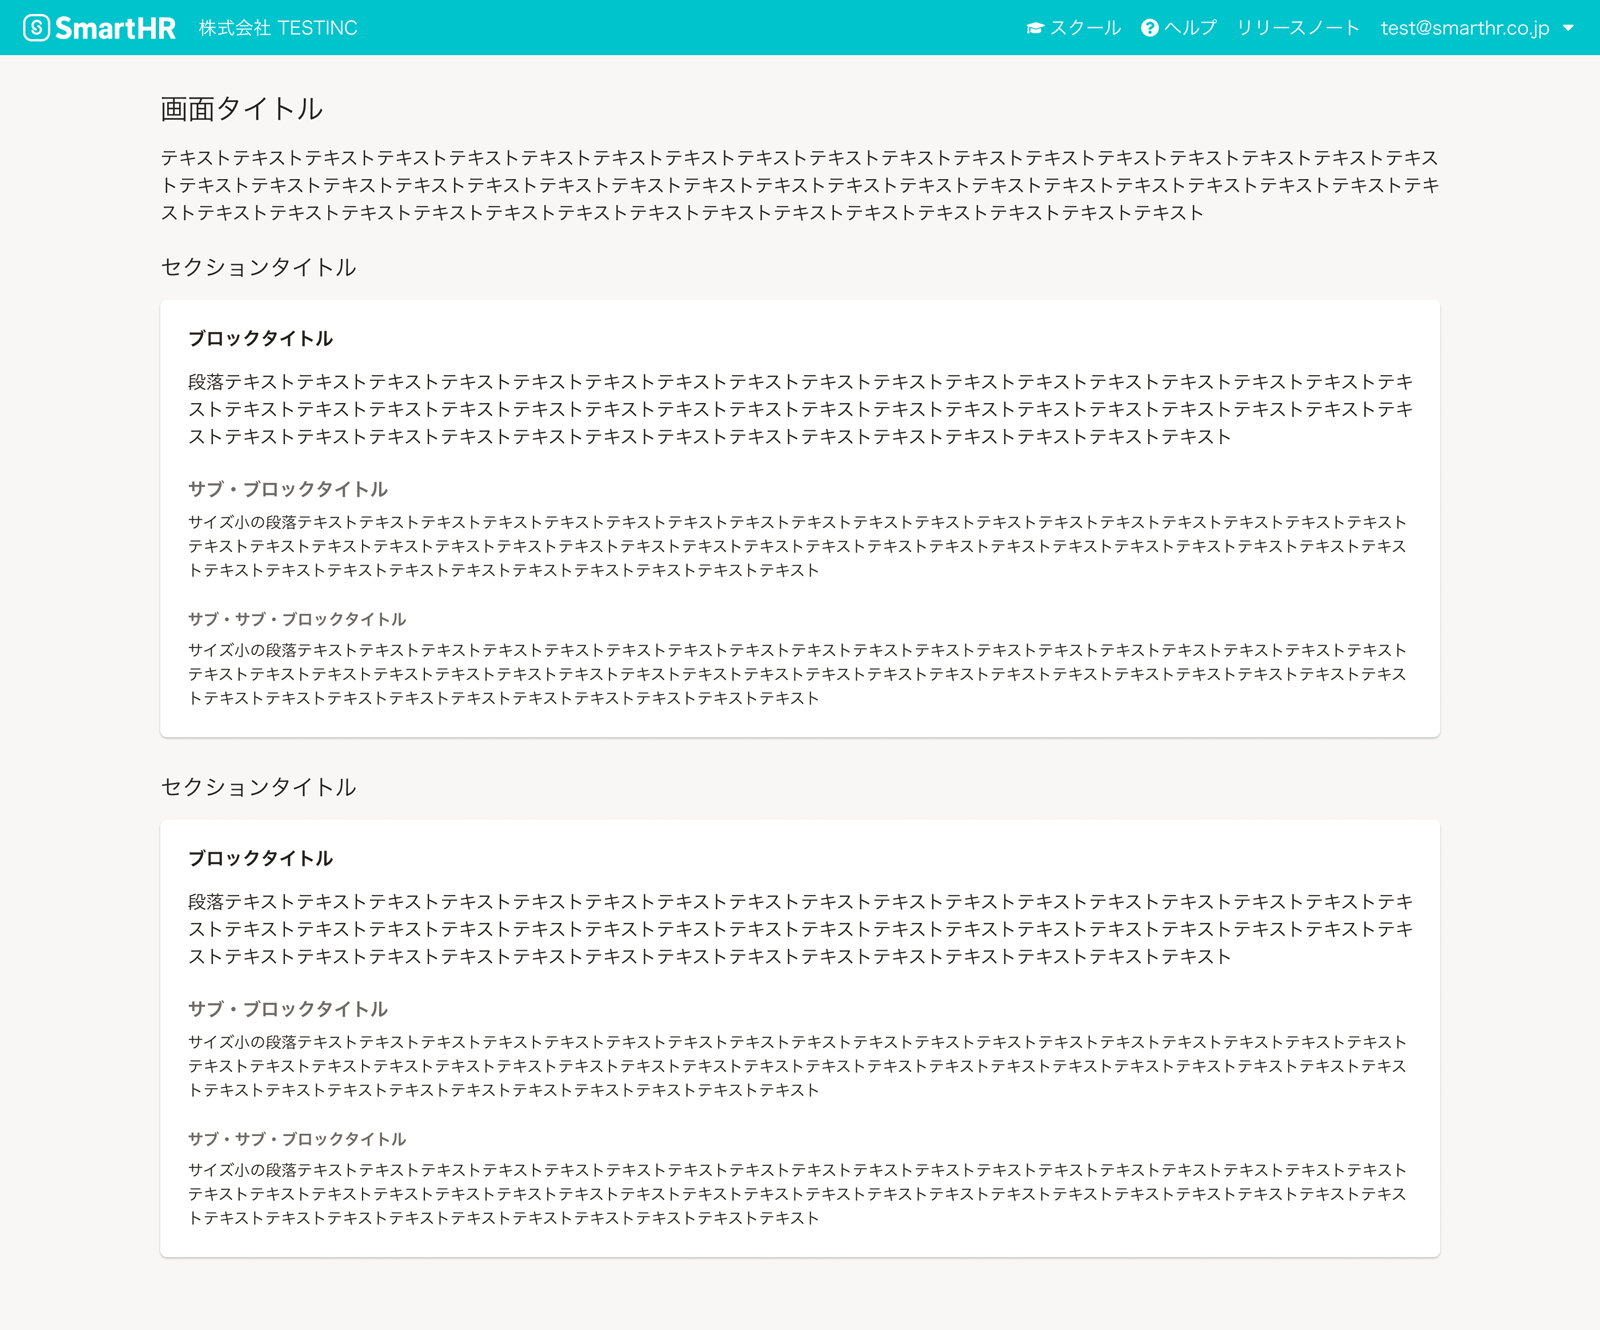 SmartHR 株式会社 TESTINC スクール ヘルプ リリースノート test@smarthr.co.jp
画面タイトル
テキストテキストテキストテキストテキストテキストテキストテキストテキストテキストテキストテキストテキストテキストテキストテキストテキストテキス
トテキストテキストテキストテキストテキストテキストテキストテキストテキストテキストテキストテキストテキストテキストテキストテキストテキストテキ
ストテキストテキストテキストテキストテキストテキストテキストテキストテキストテキストテキストテキストテキストテキスト
セクションタイトル
ブロックタイトル
段落テキストテキストテキストテキストテキストテキストテキストテキストテキストテキストテキストテキストテキストテキストテキストテキストテキ
ストテキストテキストテキストテキストテキストテキストテキストテキストテキストテキストテキストテキストテキストテキストテキストテキストテキ
ストテキストテキストテキストテキストテキストテキストテキストテキストテキストテキストテキストテキストテキストテキスト
サブ・ブロックタイトル
サイズ小の段落テキストテキストテキストテキストテキストテキストテキストテキストテキストテキストテキストテキストテキストテキストテキストテキストテキストテキスト
テキストテキストテキストテキストテキストテキストテキストテキストテキストテキストテキストテキストテキストテキストテキストテキストテキストテキストテキストテキス
トテキストテキストテキストテキストテキストテキストテキストテキストテキストテキスト
サブ・サブ・ブロックタイトル
サイズ小の段落テキストテキストテキストテキストテキストテキストテキストテキストテキストテキストテキストテキストテキストテキストテキストテキストテキストテキスト
テキストテキストテキストテキストテキストテキストテキストテキストテキストテキストテキストテキストテキストテキストテキストテキストテキストテキストテキストテキス
トテキストテキストテキストテキストテキストテキストテキストテキストテキストテキスト
セクションタイトル
ブロックタイトル
段落テキストテキストテキストテキストテキストテキストテキストテキストテキストテキストテキストテキストテキストテキストテキストテキストテキ
ストテキストテキストテキストテキストテキストテキストテキストテキストテキストテキストテキストテキストテキストテキストテキストテキストテキ
ストテキストテキストテキストテキストテキストテキストテキストテキストテキストテキストテキストテキストテキストテキスト
サブ・ブロックタイトル
サイズ小の段落テキストテキストテキストテキストテキストテキストテキストテキストテキストテキストテキストテキストテキストテキストテキストテキストテキストテキスト
テキストテキストテキストテキストテキストテキストテキストテキストテキストテキストテキストテキストテキストテキストテキストテキストテキストテキストテキストテキス
トテキストテキストテキストテキストテキストテキストテキストテキストテキストテキスト
サブ・サブ・ブロックタイトル
サイズ小の段落テキストテキストテキストテキストテキストテキストテキストテキストテキストテキストテキストテキストテキストテキストテキストテキストテキストテキスト
テキストテキストテキストテキストテキストテキストテキストテキストテキストテキストテキストテキストテキストテキストテキストテキストテキストテキストテキストテキス
トテキストテキストテキストテキストテキストテキストテキストテキストテキストテキスト